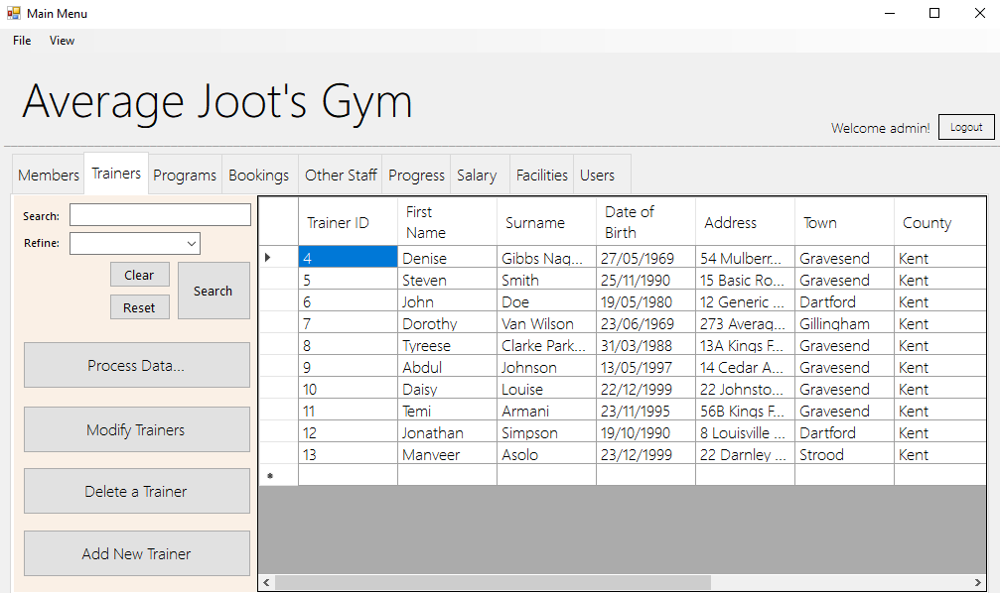 Main Menu
File View
Average Joot's Gym
Welcome admin! Logout
Members Trainers Programs Bookings Other Staff Progress Salary Facilities Users
Search:
Refine:
Clear
Reset
Search
Process Data...
Modify Trainers
Delete a Trainer
Add New Trainer
Trainer ID First Name Surname Date of Birth Address Town County
4 Denise Gibbs Nag... 27/05/1969 54 Mulberr... Gravesend Kent
5 Steven Smith 25/11/1990 15 Basic Ro... Gravesend Kent
6 John Doe 19/05/1980 12 Generic ... Dartford Kent
7 Dorothy Van Wilson 23/06/1969 273 Averag... Gillingham Kent
8 Tyreese Clarke Park... 31/03/1988 13A Kings F... Gravesend Kent
9 Abdul Johnson 13/05/1997 14 Cedar A... Gravesend Kent
10 Daisy Louise 22/12/1999 22 Johnsto... Gravesend Kent
11 Temi Armani 23/11/1995 56B Kings F... Gravesend Kent
12 Jonathan Simpson 19/10/1990 8 Louisville ... Dartford Kent
13 Manveer Asolo 23/12/1999 22 Darnley ... Strood Kent